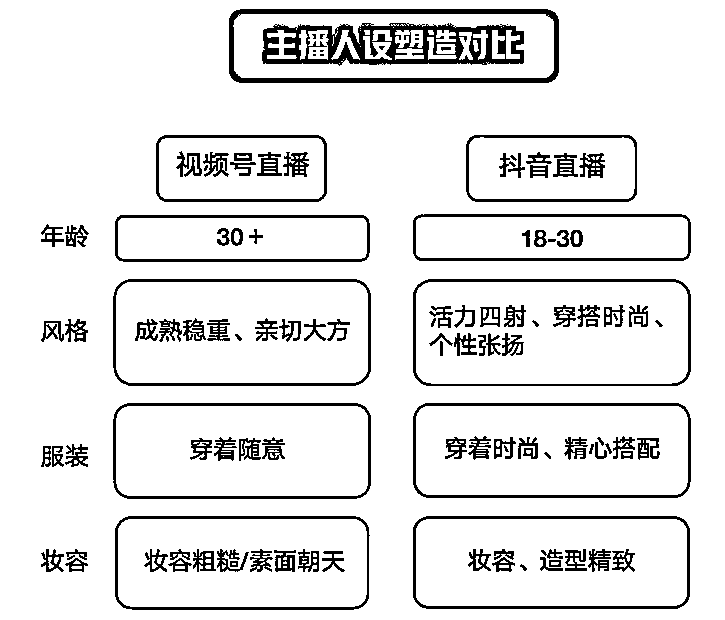 主播人设塑造对比
视频号直播
抖音直播
年龄
30+
18-30
风格
成熟稳重、亲切大方
活力四射、穿搭时尚、
个性张扬
服装
穿着随意
穿着时尚、精心搭配
妆容
妆容粗糙/素面朝天
妆容、造型精致